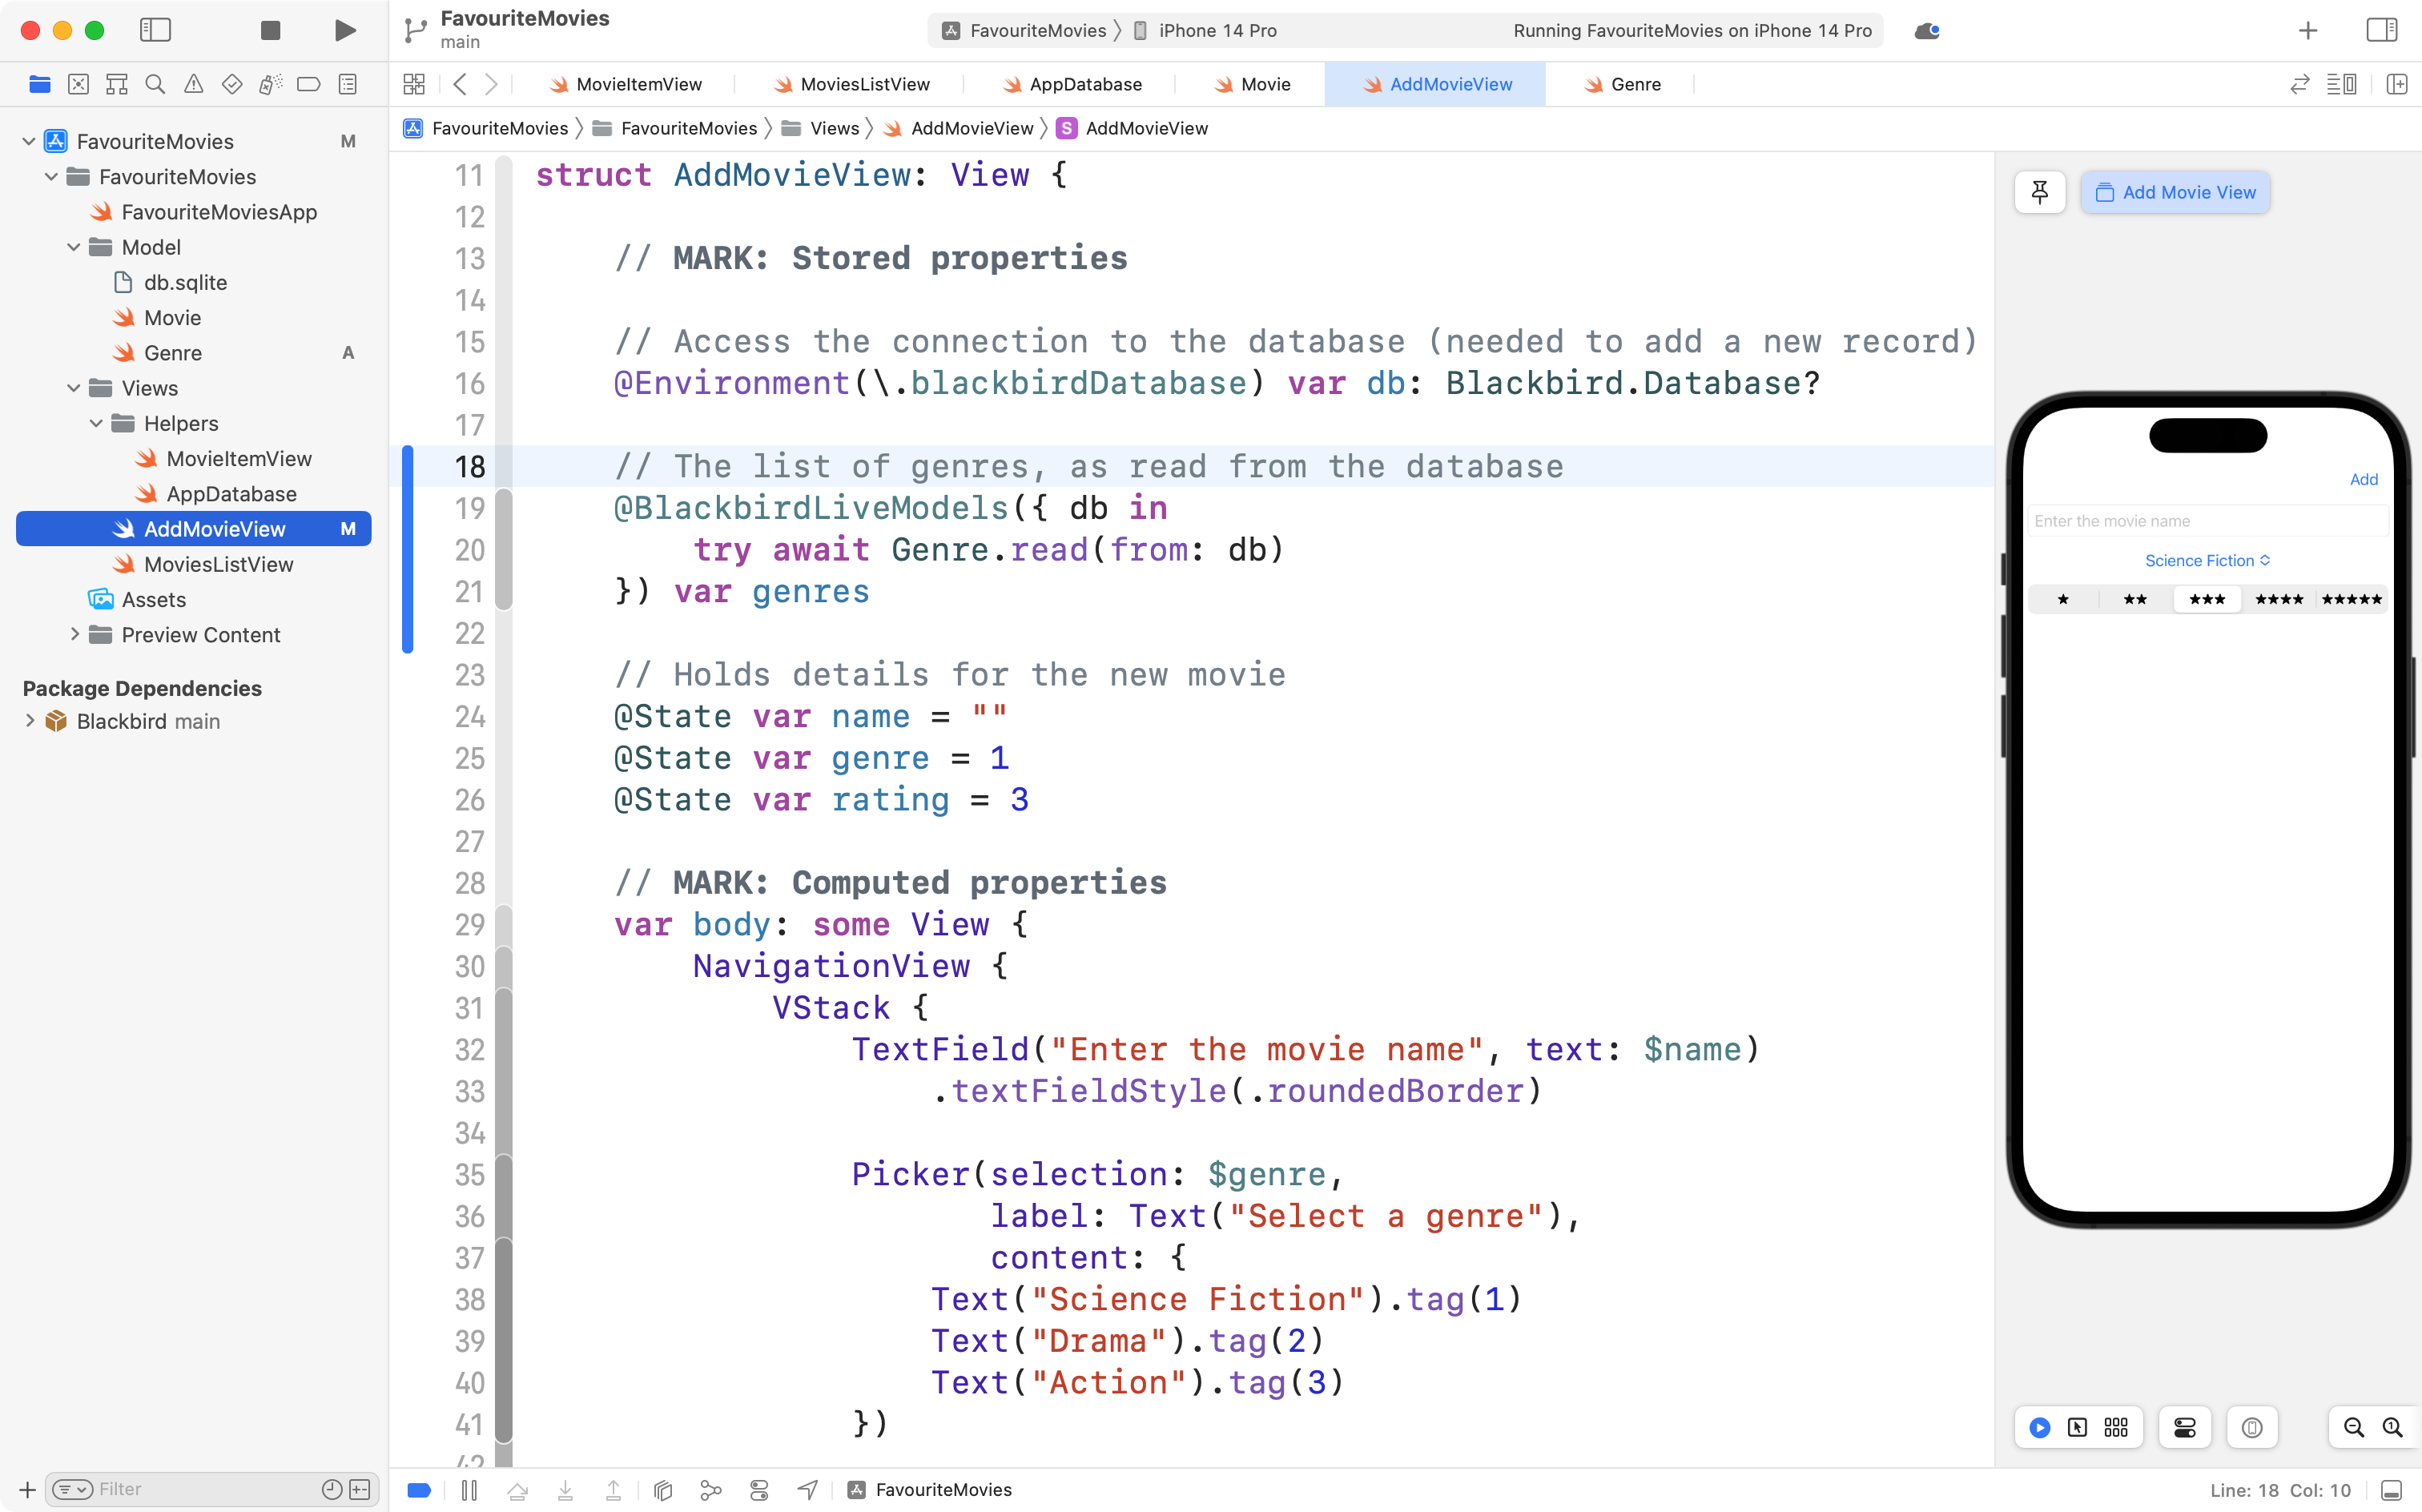 FavouriteMovies
main
FavouriteMovies
iPhone 14 Pro
Running FavouriteMovies on iPhone 14 Pro
MovieItemView
MoviesListView
AppDatabase
Movie
AddMovieView
Genre
FavouriteMovies
FavouriteMovies
Views
AddMovieView
S
AddMovieView
FavouriteMovies M
FavouriteMovies
FavouriteMoviesApp
Model
db.sqlite
Movie
Genre A
Views
Helpers
MovieItemView
AppDatabase
AddMovieView M
MoviesListView
Assets
Preview Content
Package Dependencies
Blackbird main
Filter
11 struct AddMovieView: View {
12
13 // MARK: Stored properties
14
15 // Access the connection to the database (needed to add a new record)
16 @Environment(\.blackbirdDatabase) var db: Blackbird.Database?
17
18 // The list of genres, as read from the database
19 @BlackbirdLiveModels({ db in
20 try await Genre.read(from: db)
21 }) var genres
22
23 // Holds details for the new movie
24 @State var name = ""
25 @State var genre = 1
26 @State var rating = 3
27
28 // MARK: Computed properties
29 var body: some View {
30 NavigationView {
31 VStack {
32 TextField("Enter the movie name", text: $name)
33 .textFieldStyle(.roundedBorder)
34
35 Picker(selection: $genre,
36 label: Text("Select a genre"),
37 content: {
38 Text("Science Fiction").tag(1)
39 Text("Drama").tag(2)
40 Text("Action").tag(3)
41 })
42
Add Movie View
Add
Enter the movie name
Science Fiction
★ ★★ ★★★ ★★★★ ★★★★★
FavouriteMovies
Line: 18 Col: 10